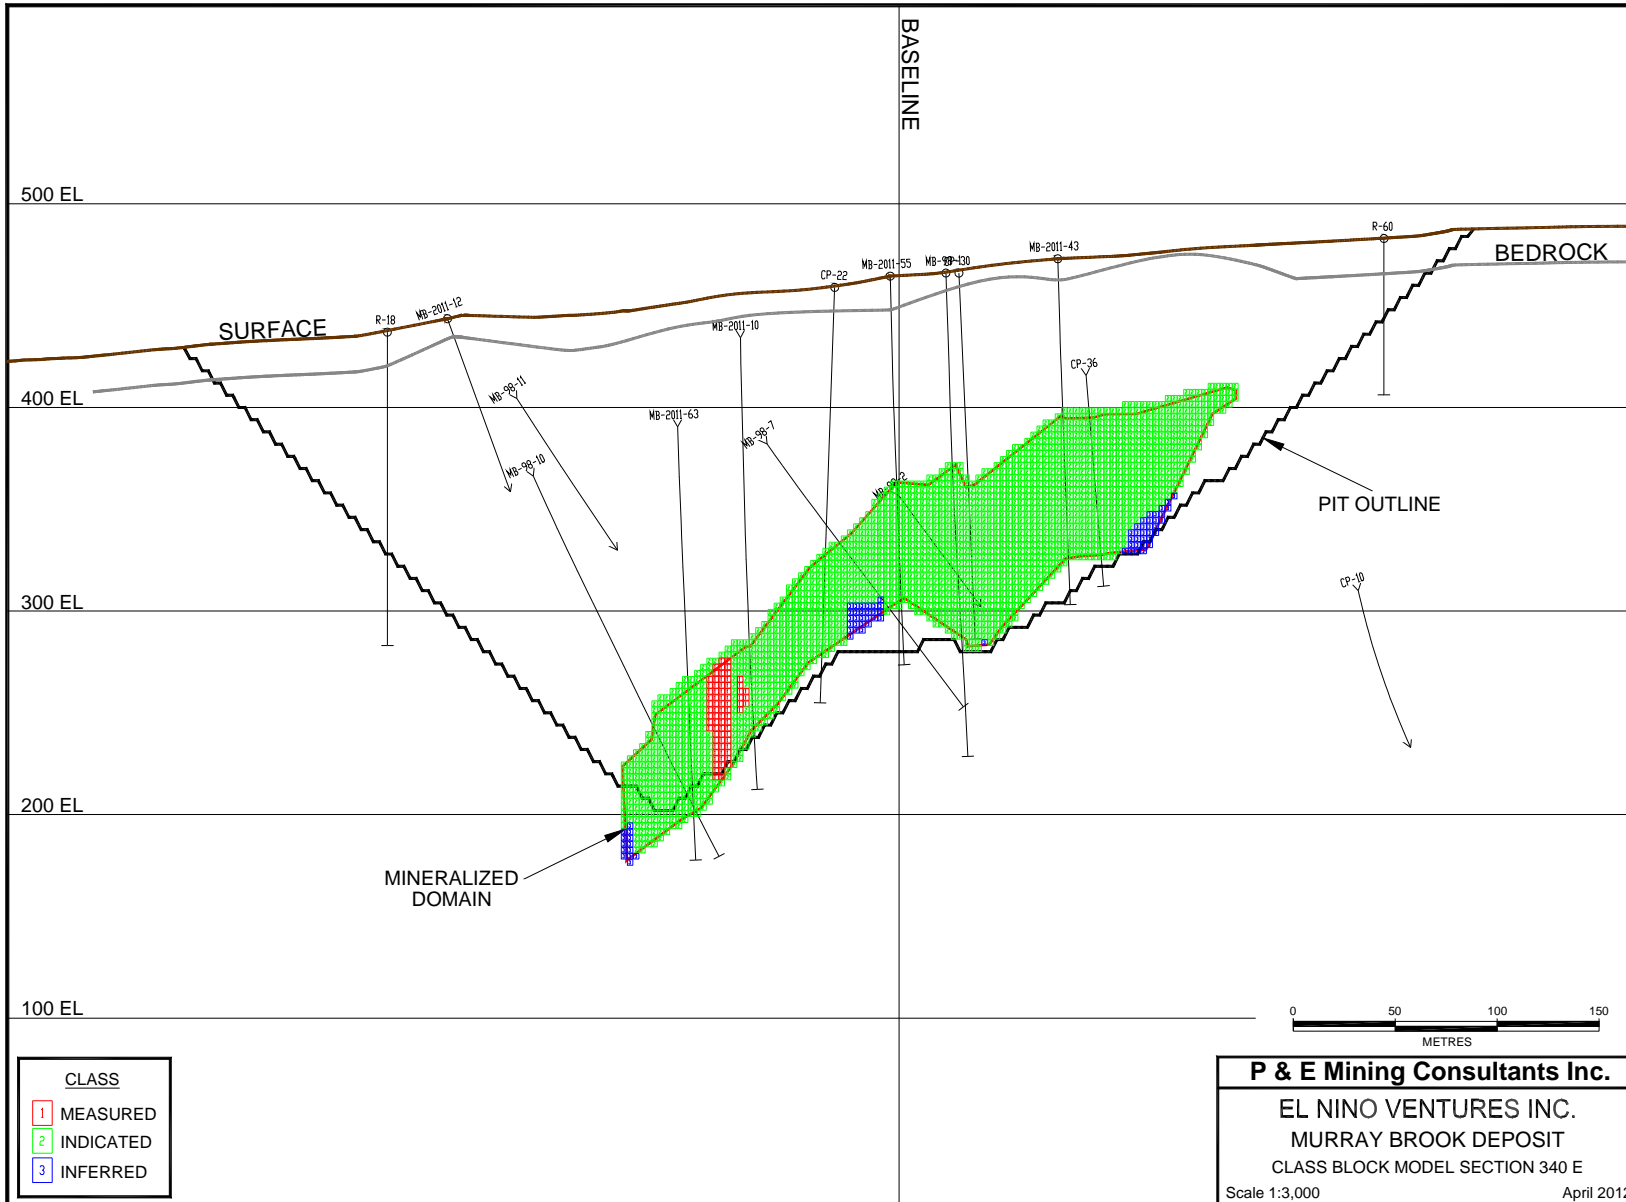 BASELINE
500 EL
R-60
MB-2011-43
BEDROCK
MB-2011-55
CP-22
MB-2011-12
R-18
SURFACE
MB-2011-10
CP-36
400 EL
MB-98-11
MB-2011-63
MB-98-7
MB-98-10
PIT OUTLINE
CP-10
300 EL
200 EL
MINERALIZED
DOMAIN
100 EL
0 50 100 150
METRES
CLASS
1 MEASURED
2 INDICATED
3 INFERRED
P & E Mining Consultants Inc.
EL NINO VENTURES INC.
MURRAY BROOK DEPOSIT
CLASS BLOCK MODEL SECTION 340 E
Scale 1:3,000 April 2012